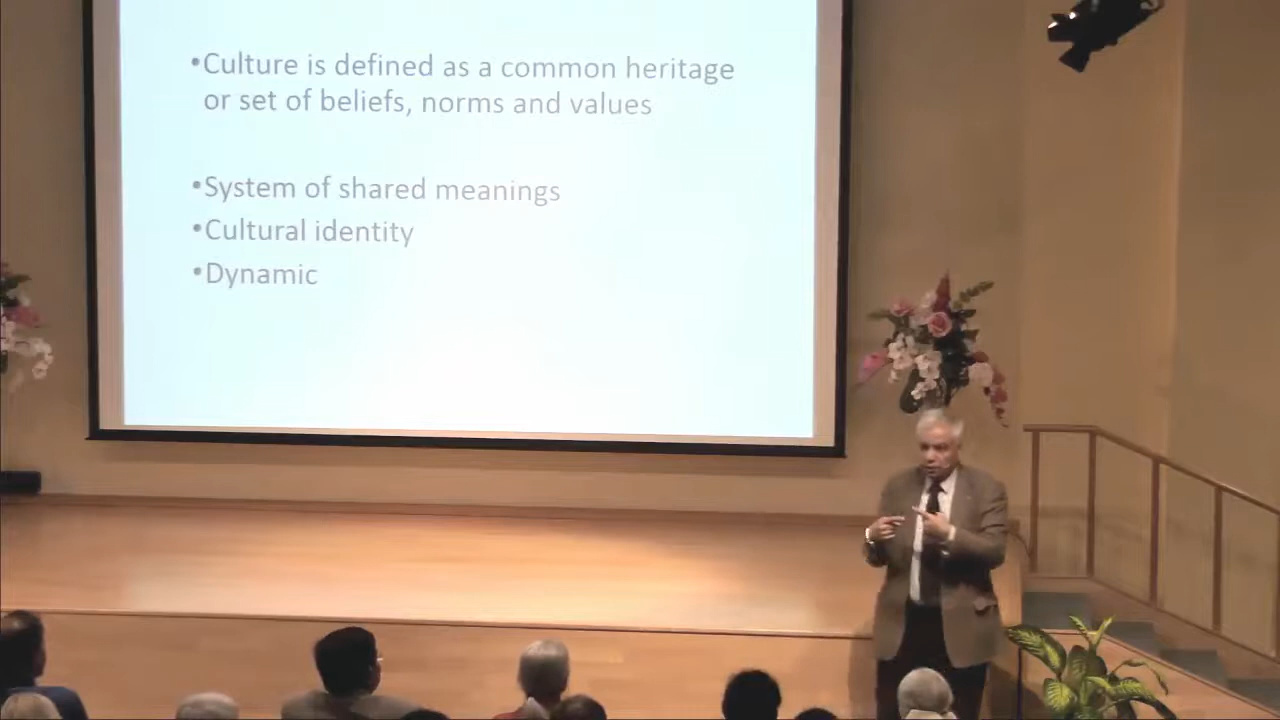 •Culture is defined as a common heritage
or set of beliefs, norms and values
•System of shared meanings
•Cultural identity
•Dynamic